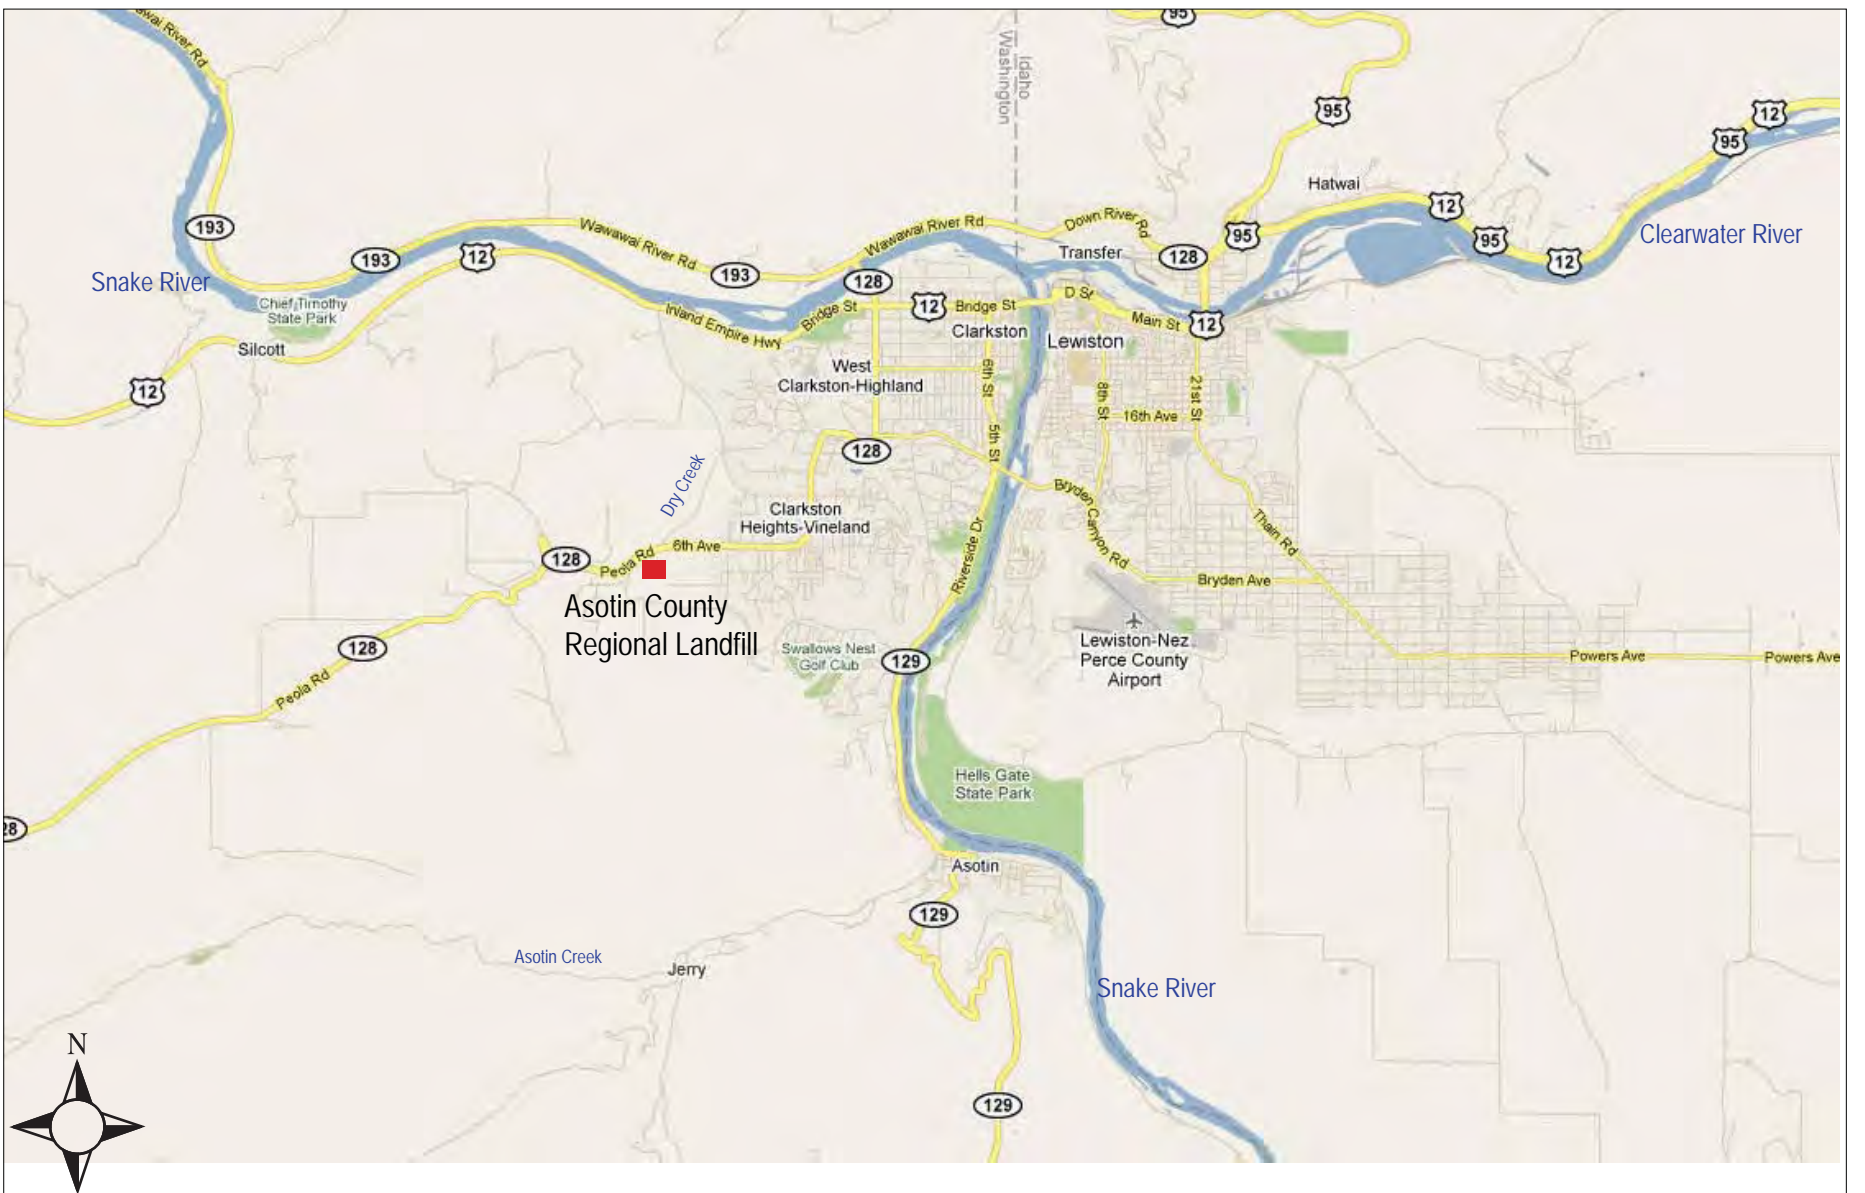 95
wai River Rd
Idaho
Washington
95
12
95
Hatwai
12
193
Wawawai River Rd
Wawawai River Rd
Down River Rd
95
95
Clearwater River
193
12
193
Transfer
128
12
Snake River
128
Chief Timothy
State Park
Inland Empire Hwy
Bridge St
12
Bridge St
D St
Main St
12
Clarkston
Lewiston
Silcott
West
Clarkston-Highland
6th St
8th St
21st St
12
16th Ave
5th St
128
Dry Creek
Bryden Canyon Rd
Clarkston
Heights-Vineland
Thain Rd
6th Ave
128
Peola Rd
Riverside Dr
Bryden Ave
Asotin County
Regional Landfill
Lewiston-Nez
Perce County
Airport
128
Swallows Nest
Golf Club
129
Powers Ave
Powers Ave
Peola Rd
Hells Gate
State Park
28
Asotin
129
Asotin Creek
Jerry
Snake River
N
129